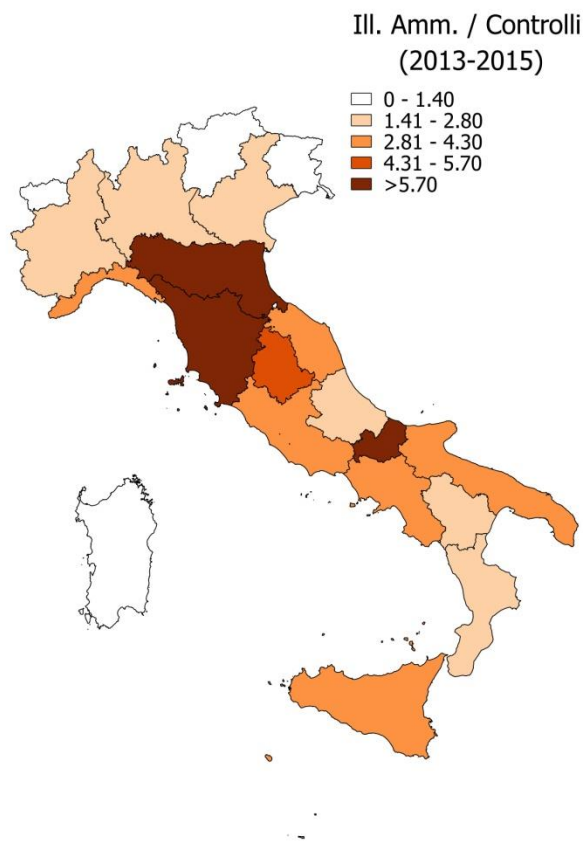 Ill. Amm. / Controlli
(2013-2015)
0 - 1.40
1.41 - 2.80
2.81 - 4.30
4.31 - 5.70
>5.70